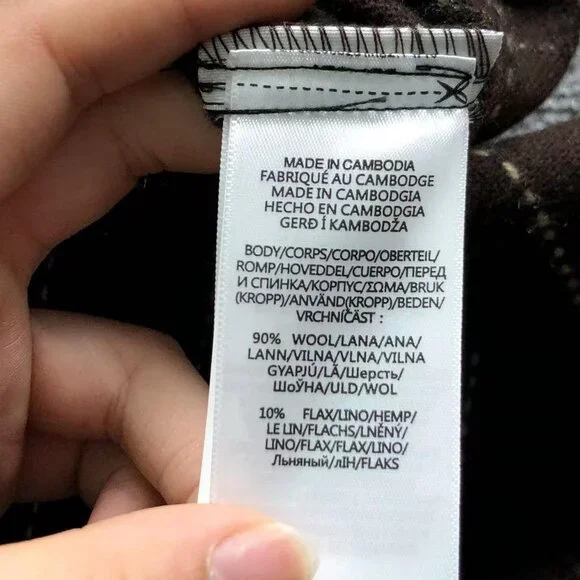 MADE IN CAMBODIA
FABRIQUÉ AU CAMBODGE
MADE IN CAMBODGIA
HECHO EN CAMBODGIA
GERÐ Í KAMBODŽA
BODY/CORPS/CORPO/OBERTEIL/
ROMP/HOVEDDEL/CUERPO/ПЕРЕД
И СПИНКА/КОРПУС/ΣΩΜΑ/BRUK
(KROPP)/ANVÄND(KROPP)/BEDEN/
VRCHNÍČÄST :
90% WOOL/LANA/ANA/
LANN/VILNA/VLNA/VILNA
GYAPJÚ/LÃ/Шерсть/
ШоЎНА/ULD/WOL
10% FLAX/LINO/HEMP/
LE LIN/FLACHS/LNĚNÝ/
LINO/FLAX/FLAX/LINO/
Льняный/лІН/FLAKS